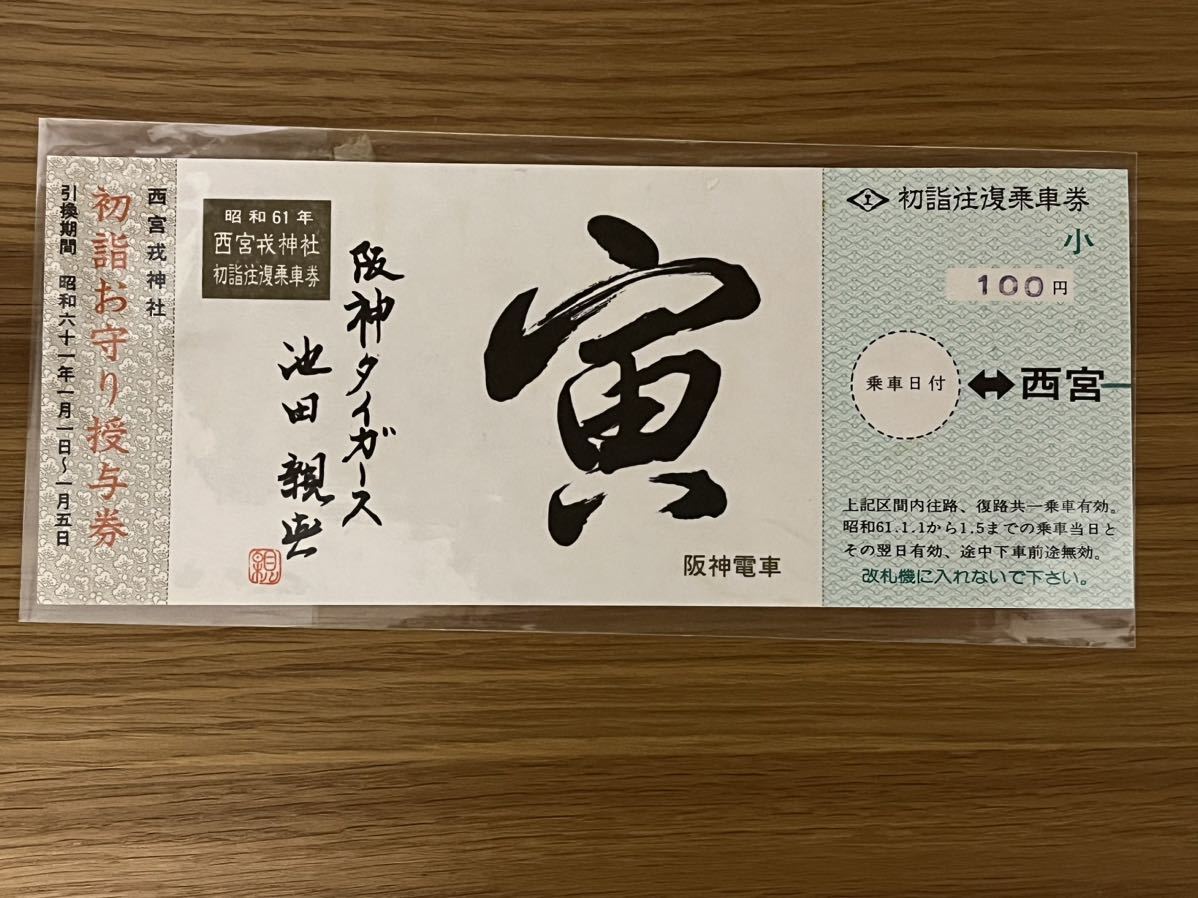 西宮戎神社
初詣お守り授与券
引換期間 昭和六十一年一月一日～一月五日
昭和61年
西宮戎神社
初詣往復乗車券
阪神タイガース
池田親興
親
寅
阪神電車
初詣往復乗車券
小
100円
乗車日付
↔西宮
上記区間内往路、復路共一乗車有効。
昭和61.1.1から1.5までの乗車当日と
その翌日有効、途中下車前途無効。
改札機に入れないで下さい。